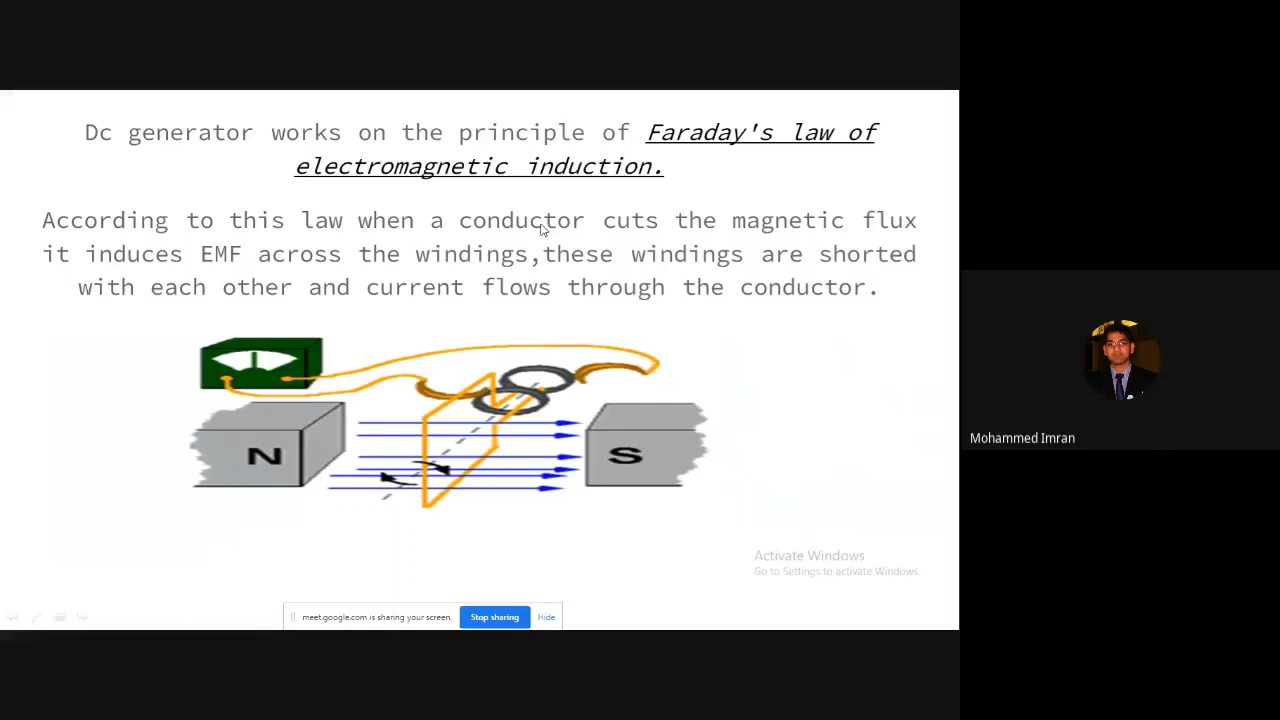 Dc generator works on the principle of Faraday's law of
electromagnetic induction.
According to this law when a conductor cuts the magnetic flux
it induces EMF across the windings,these windings are shorted
with each other and current flows through the conductor.
N
S
Mohammed Imran
Activate Windows
Go to Settings to activate Windows.
meet.google.com is sharing your screen.
Stop sharing
Hide